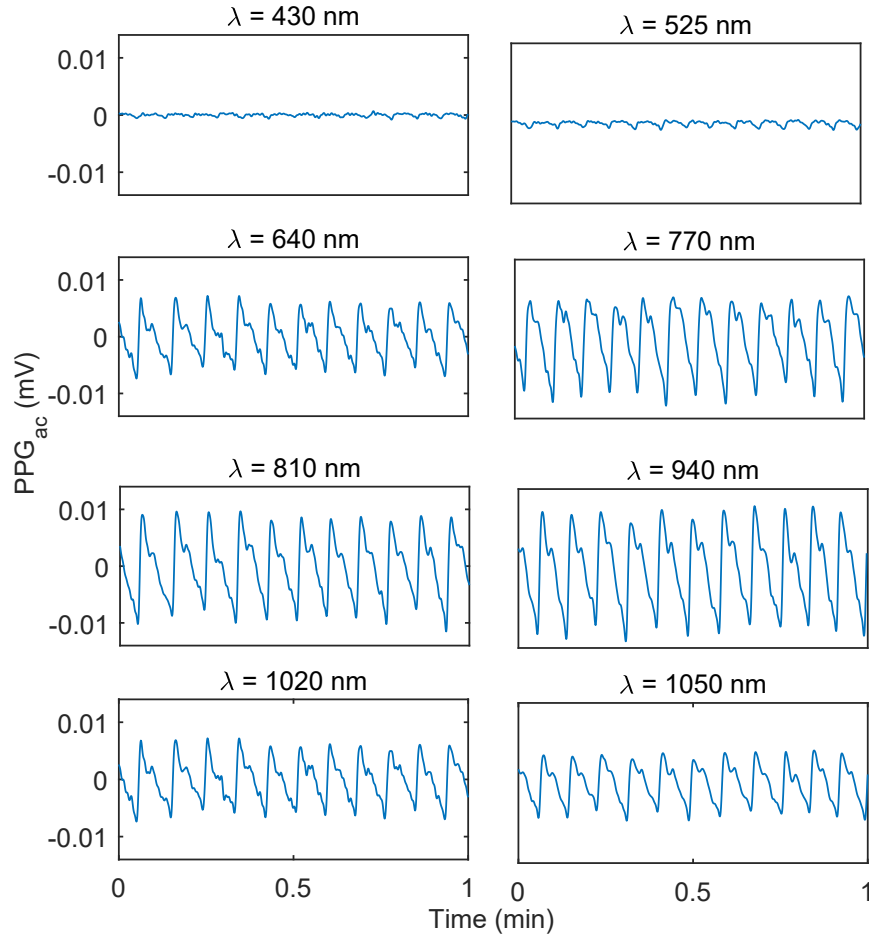 λ = 430 nm
λ = 525 nm
0.01
0
-0.01
λ = 640 nm
λ = 770 nm
0.01
0
-0.01
PPGac (mV)
λ = 810 nm
λ = 940 nm
0.01
0
-0.01
λ = 1020 nm
λ = 1050 nm
0.01
0
-0.01
0
0.5
1
0
0.5
1
Time (min)